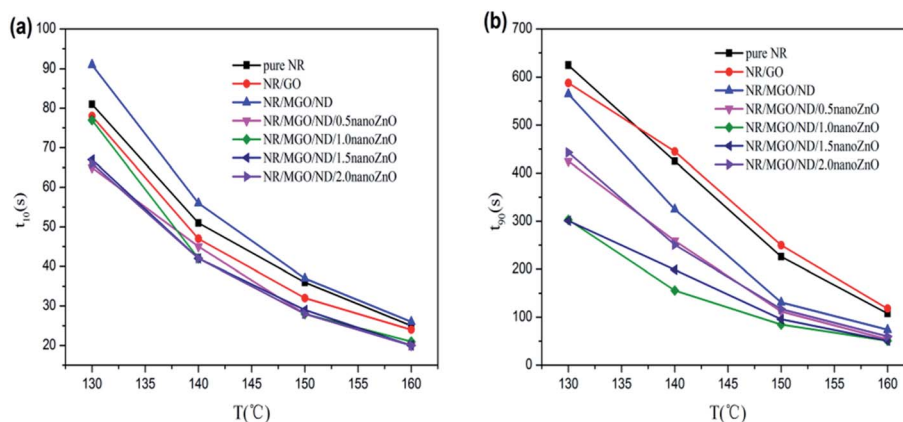 (a)
100
90
80
70
60
50
40
30
20
t10(s)
pure NR
NR/GO
NR/MGO/ND
NR/MGO/ND/0.5nanoZnO
NR/MGO/ND/1.0nanoZnO
NR/MGO/ND/1.5nanoZnO
NR/MGO/ND/2.0nanoZnO
130 135 140 145 150 155 160
T(℃)
(b)
700
600
500
400
300
200
100
0
t90(s)
pure NR
NR/GO
NR/MGO/ND
NR/MGO/ND/0.5nanoZnO
NR/MGO/ND/1.0nanoZnO
NR/MGO/ND/1.5nanoZnO
NR/MGO/ND/2.0nanoZnO
130 135 140 145 150 155 160
T(℃)